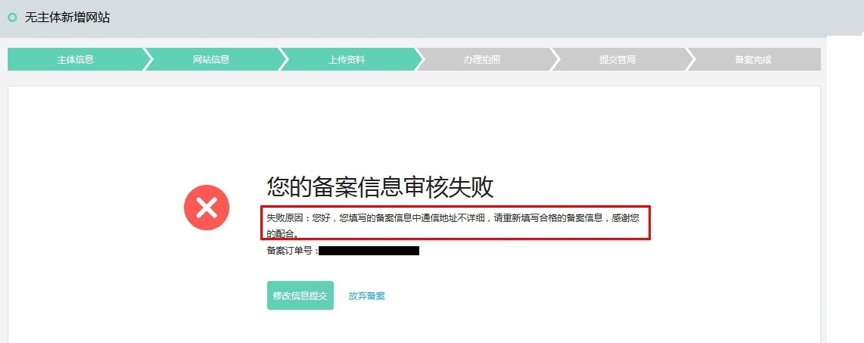 无主体新增网站
主体信息
网站信息
上传资料
办理拍照
提交管局
备案完成
您的备案信息审核失败
失败原因：您好，您填写的备案信息中通信地址不详细，请重新填写合格的备案信息，感谢您
的配合。
备案订单号：
修改信息提交 放弃备案